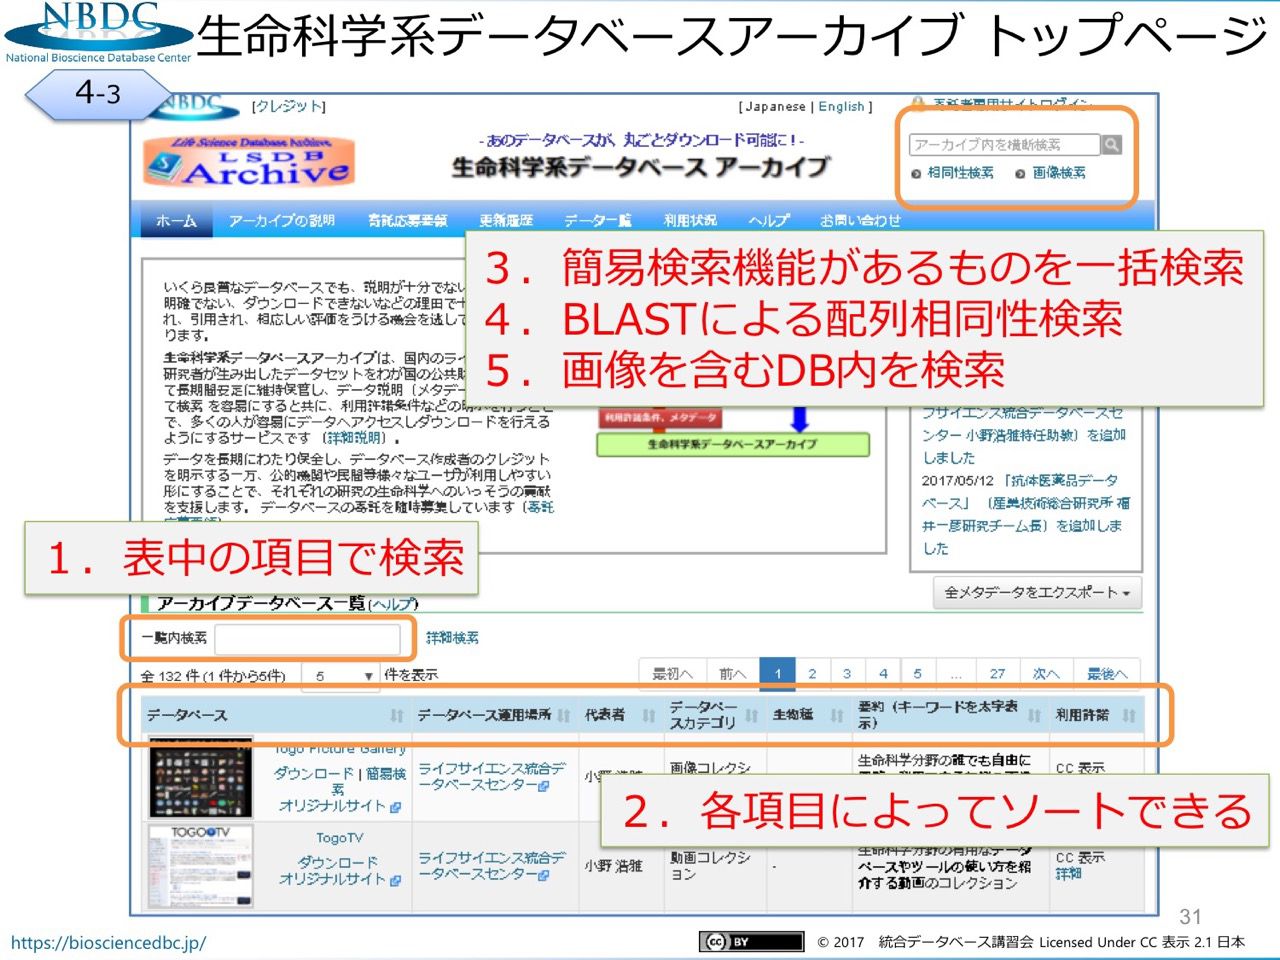 NBDC
National Bioscience Database Center
生命科学系データベースアーカイブ トップページ
4-3
NBDC
[クレジット]
[ Japanese | English ]
Life Science Database Archive
LSDB
Archive
-あのデータベースが、丸ごとダウンロード可能に!-
生命科学系データベース アーカイブ
アーカイブ内を横断検索
相同性検索
画像検索
ホーム アーカイブの説明 寄託応募要領 更新履歴 データ一覧 利用状況 ヘルプ お問い合わせ
3. 簡易検索機能があるものを一括検索
4. BLASTによる配列相同性検索
5. 画像を含むDB内を検索
いくら良質なデータベースでも、説明が十分でない
明確でない、ダウンロードできないなどの理由で十
れ、引用され、相応しい評価をうける機会を逃して
ります。
生命科学系データベースアーカイブは、国内のライ
研究者が生み出したデータセットをわが国の公共財
て長期間安定に維持保管し、データ説明（メタデー
て検索 を容易にすると共に、利用許諾条件などの
で、多くの人が容易にデータへアクセスしダウンロードを行える
ようにするサービスです（詳細説明）。
データを長期にわたり保全し、データベース作成者のクレジット
を明示する一方、公的機関や民間等様々なユーザが利用しやすい
形にすることで、それぞれの研究の生命科学へのいっそうの貢献
を支援します。 データベースの寄託を随時募集しています（寄託
利用許諾条件、メタデータ
生命科学系データベースアーカイブ
フサイエンス統合データベースセ
ンター 小野浩雅特任助教）を追加
しました
2017/05/12 「抗体医薬品データ
ベース」（産業技術総合研究所 福
井一彦研究チーム長）を追加しま
した
1. 表中の項目で検索
全メタデータをエクスポート
アーカイブデータベース一覧(ヘルプ)
一覧内検索
詳細検索
全 132 件 (1 件から5件) 5 件を表示
最初へ 前へ 1 2 3 4 5 ... 27 次へ 最後へ
データベース
データベース運用場所
代表者
データベー
スカテゴリ
生物種
要約（キーワードを太字表
示）
利用許諾
Togo Picture Gallery
ダウンロード | 簡易検
索
オリジナルサイト
ライフサイエンス統合デ
ータベースセンター
画像コレクシ
生命科学分野の誰でも自由に
CC 表示
2. 各項目によってソートできる
TOGO TV
TogoTV
ダウンロード
オリジナルサイト
ライフサイエンス統合デ
ータベースセンター
小野 浩雅
動画コレクシ
ョン
-
生命科学分野の有用なデータ
ベースやツールの使い方を紹
介する動画のコレクション
CC 表示
詳細
31
https://biosciencedbc.jp/
cc BY
© 2017 統合データベース講習会 Licensed Under CC 表示 2.1 日本